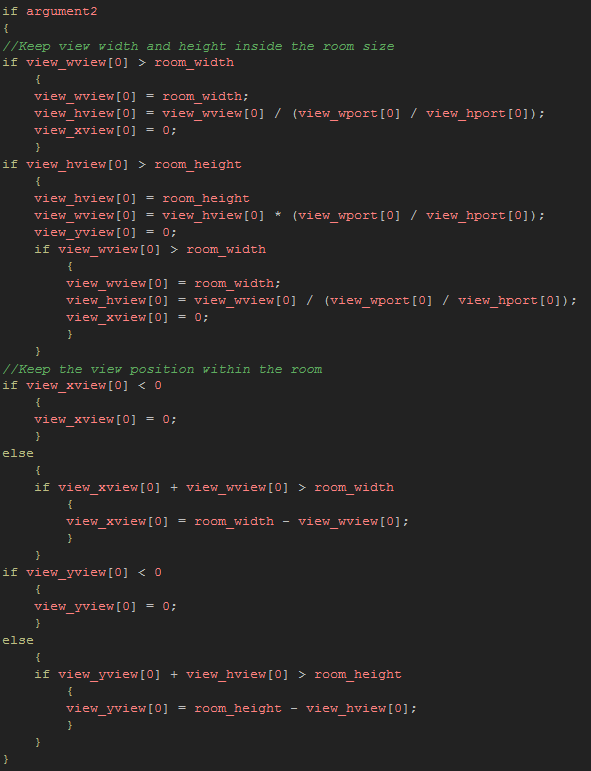 if argument2
{
//Keep view width and height inside the room size
if view_wview[0] > room_width
    {
    view_wview[0] = room_width;
    view_hview[0] = view_wview[0] / (view_wport[0] / view_hport[0]);
    view_xview[0] = 0;
    }
if view_hview[0] > room_height
    {
    view_hview[0] = room_height
    view_wview[0] = view_hview[0] * (view_wport[0] / view_hport[0]);
    view_yview[0] = 0;
    if view_wview[0] > room_width
        {
        view_wview[0] = room_width;
        view_hview[0] = view_wview[0] / (view_wport[0] / view_hport[0]);
        view_xview[0] = 0;
        }
    }
//Keep the view position within the room
if view_xview[0] < 0
    {
    view_xview[0] = 0;
    }
else
    {
    if view_xview[0] + view_wview[0] > room_width
        {
        view_xview[0] = room_width - view_wview[0];
        }
    }
if view_yview[0] < 0
    {
    view_yview[0] = 0;
    }
else
    {
    if view_yview[0] + view_hview[0] > room_height
        {
        view_yview[0] = room_height - view_hview[0];
        }
    }
}